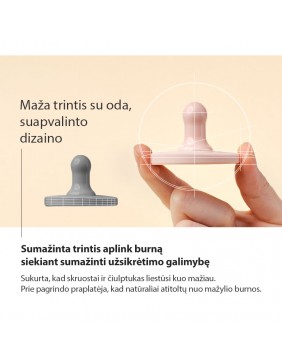 Maža trintis su oda,
suapvalinto
dizaino
Sumažinta trintis aplink burną
siekiant sumažinti užsikrėtimo galimybę
Sukurta, kad skruostai ir čiulptukas liestųsi kuo mažiau.
Prie pagrindo praplatėja, kad natūraliai atitoltų nuo mažylio burnos.